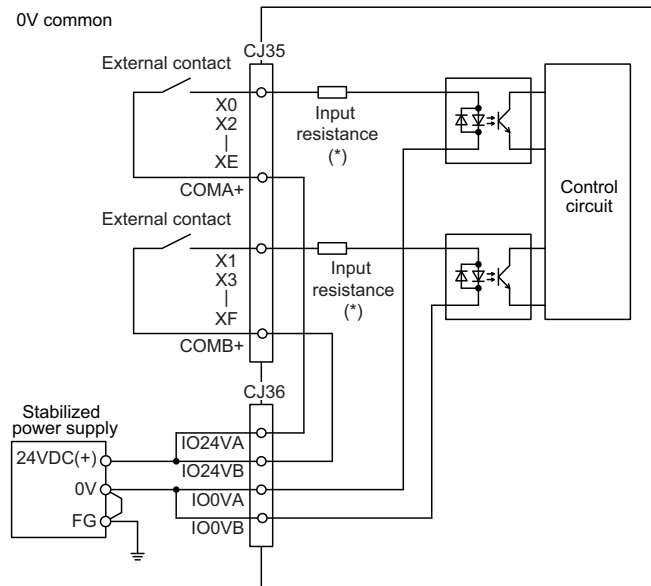 0V common
CJ35
External contact
X0
X2
|
XE
COMA+
Input
resistance
(*)
Control
circuit
External contact
X1
X3
|
XF
COMB+
Input
resistance
(*)
CJ36
Stabilized
power supply
24VDC(+)
0V
FG
IO24VA
IO24VB
IO0VA
IO0VB